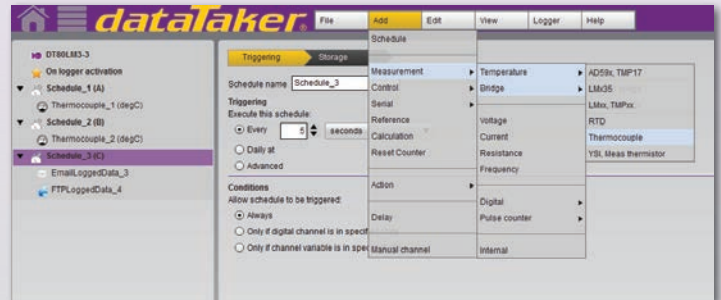 dataTaker
File Add Edit View Logger Help
DT80LM3-3
On logger activation
Schedule_1 (A)
Thermocouple_1 (degC)
Schedule_2 (B)
Thermocouple_2 (degC)
Schedule_3 (C)
EmailLoggedData_3
FTPLoggedData_4
Triggering Storage
Schedule name Schedule_3
Triggering
Execute this schedule:
Every 5 seconds
Daily at
Advanced
Conditions
Allow schedule to be triggered:
Always
Only if digital channel is in specif
Only if channel variable is in spec
Schedule
Measurement
Control
Serial
Reference
Calculation
Reset Counter
Action
Delay
Manual channel
Temperature
Bridge
Voltage
Current
Resistance
Frequency
Digital
Pulse counter
Internal
AD59x, TMP17
LMx35
LMxx, TMPxx
RTD
Thermocouple
YSI, Meas thermistor